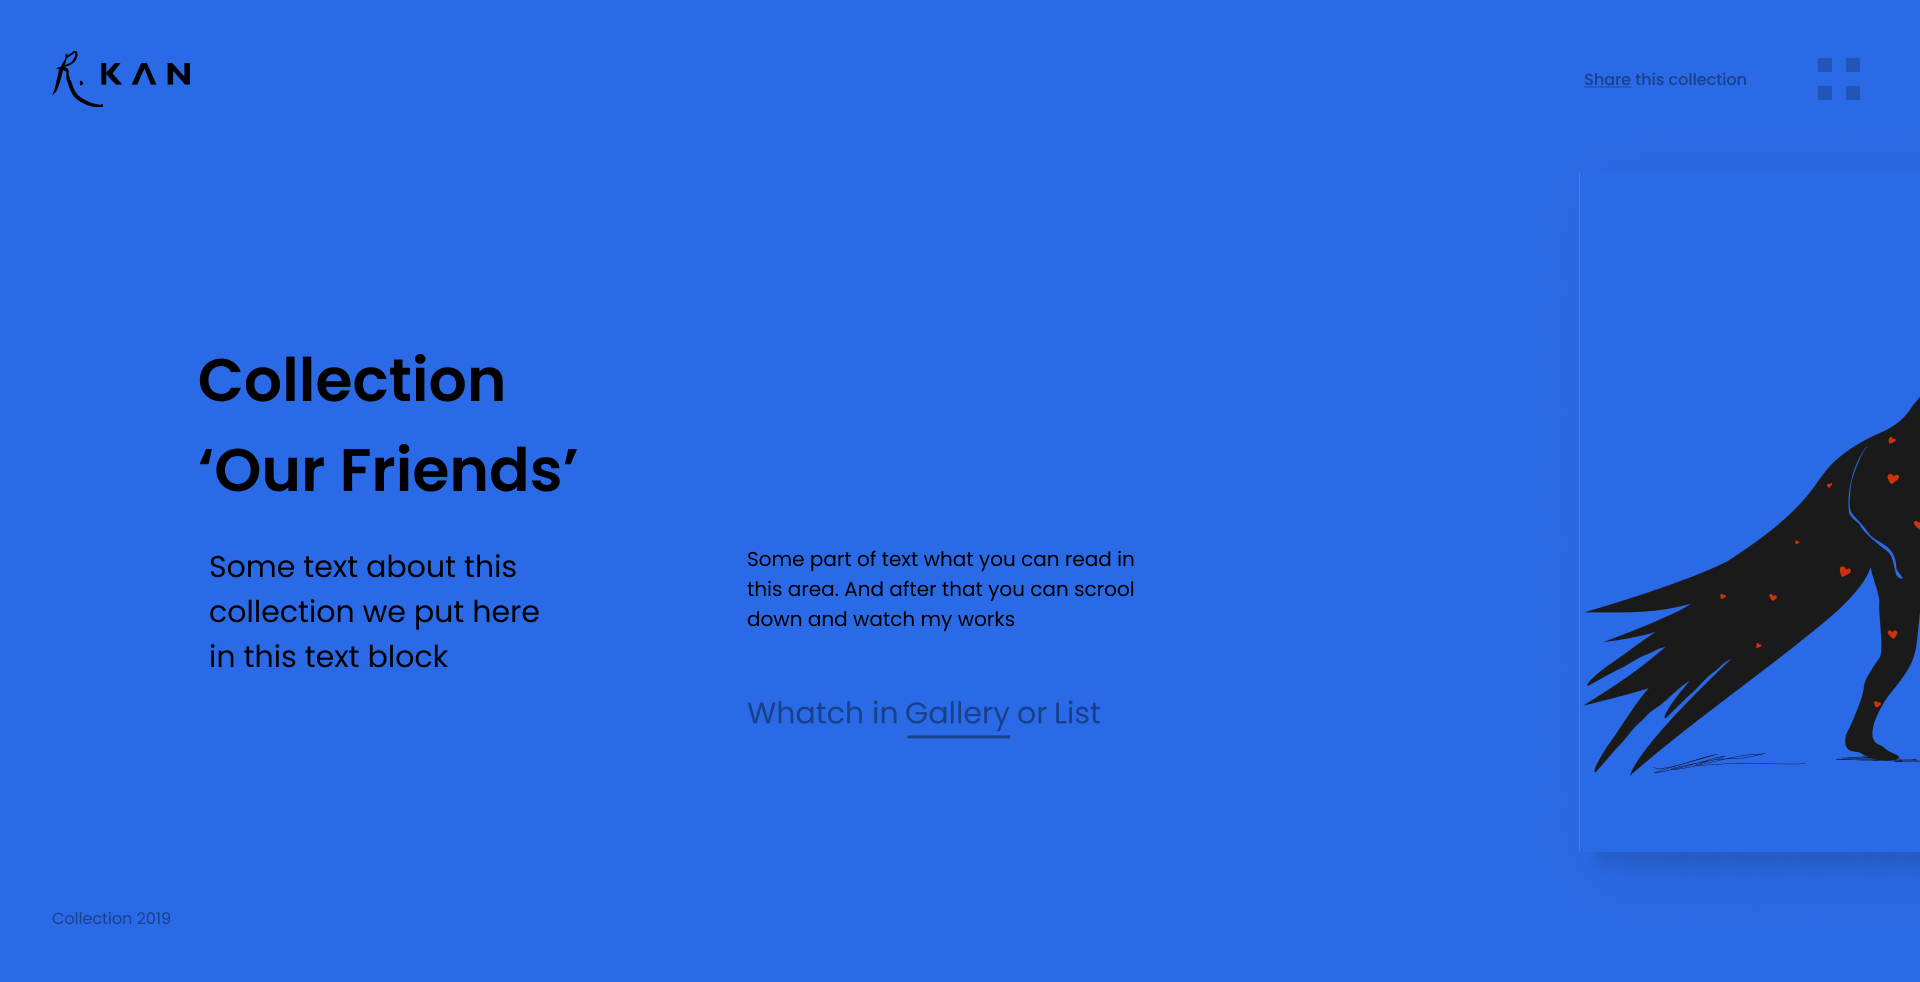 R. KAN
Share this collection
Collection
‘Our Friends’
Some text about this
collection we put here
in this text block
Some part of text what you can read in
this area. And after that you can scrool
down and watch my works
Whatch in Gallery or List
Collection 2019